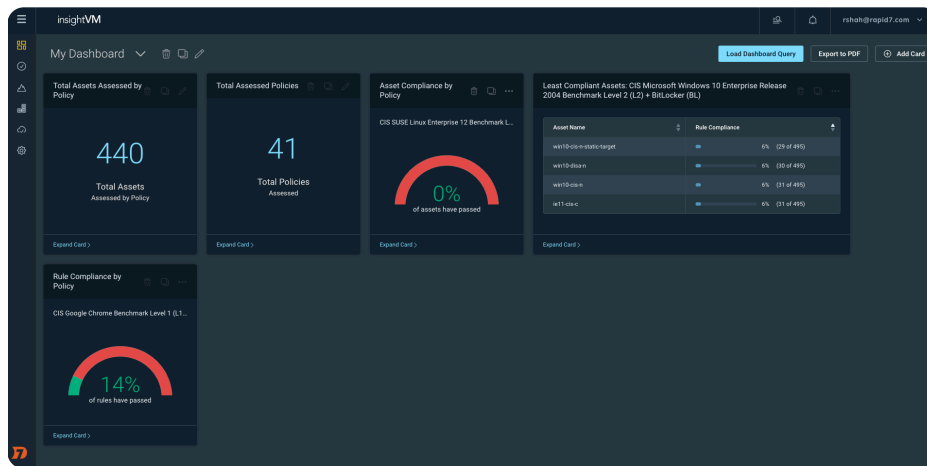 insightVM
rshah@rapid7.com
My Dashboard
Load Dashboard Query
Export to PDF
Add Card
Total Assets Assessed by
Policy
440
Total Assets
Assessed by Policy
Expand Card >
Total Assessed Policies
41
Total Policies
Assessed
Expand Card >
Asset Compliance by
Policy
CIS SUSE Linux Enterprise 12 Benchmark L...
0%
of assets have passed
Expand Card >
Least Compliant Assets: CIS Microsoft Windows 10 Enterprise Release
2004 Benchmark Level 2 (L2) + BitLocker (BL)
Asset Name Rule Compliance
win10-cis-n-static-target 6% (29 of 495)
win10-disa-n 6% (30 of 495)
win10-cis-n 6% (31 of 495)
ie11-cis-c 6% (31 of 495)
Expand Card >
Rule Compliance by
Policy
CIS Google Chrome Benchmark Level 1 (L1...
14%
of rules have passed
Expand Card >